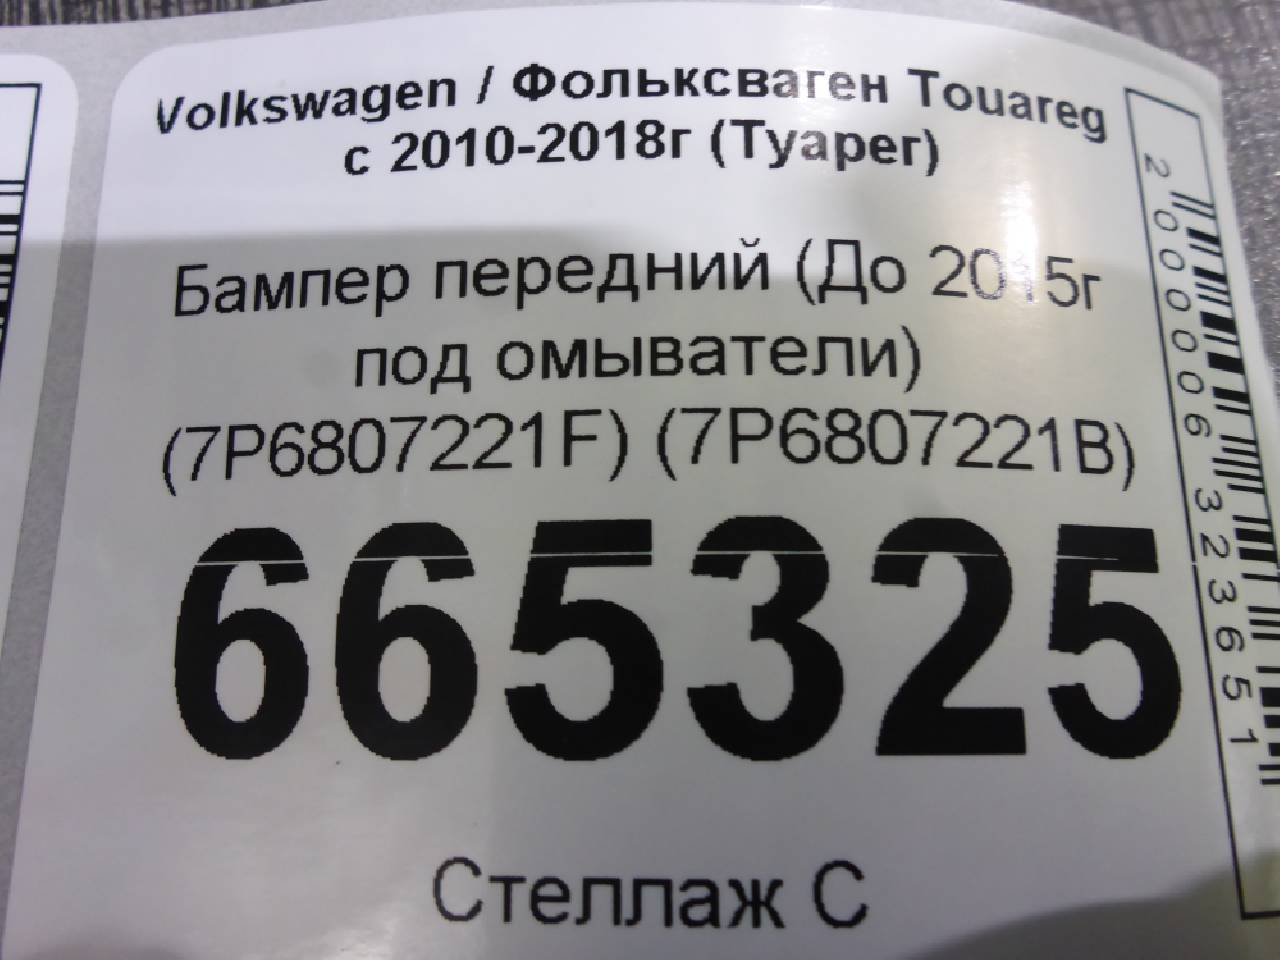 Volkswagen / Фольксваген Touareg
с 2010-2018г (Туарег)
Бампер передний (До 2015г
под омыватели)
(7P6807221F) (7P6807221B)
665325
Стеллаж С
2000006323651